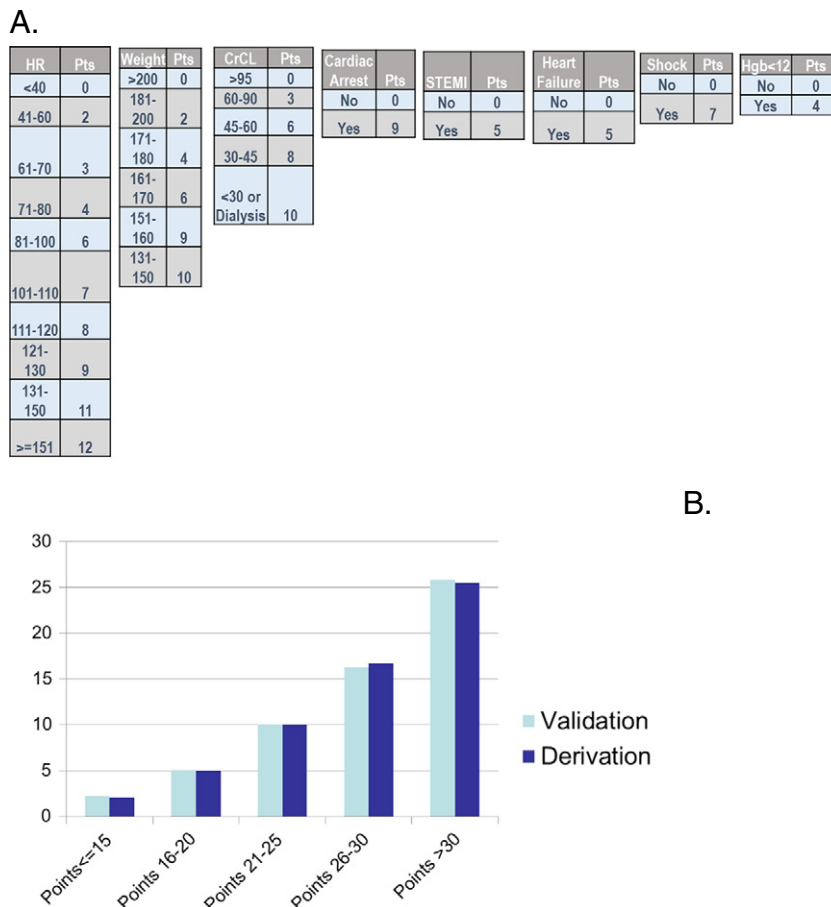 A.
HR Pts
<40 0
41-60 2
61-70 3
71-80 4
81-100 6
101-110 7
111-120 8
121-
130 9
131-
150 11
>=151 12
Weight Pts
>200 0
181-
200 2
171-
180 4
161-
170 6
151-
160 9
131-
150 10
CrCL Pts
>95 0
60-90 3
45-60 6
30-45 8
<30 or
Dialysis 10
Cardiac
Arrest Pts
No 0
Yes 9
STEMI Pts
No 0
Yes 5
Heart
Failure Pts
No 0
Yes 5
Shock Pts
No 0
Yes 7
Hgb<12 Pts
No 0
Yes 4
B.
30
25
20
15
10
5
0
Points<=15
Points 16-20
Points 21-25
Points 26-30
Points >30
Validation
Derivation